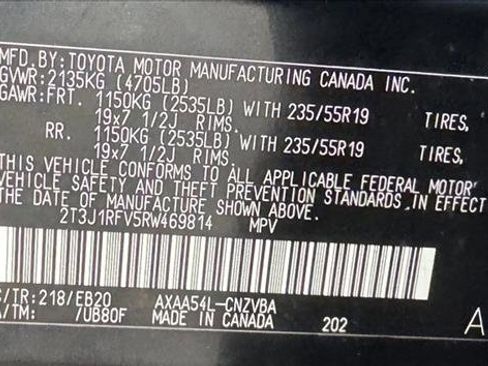 MFD. BY: TOYOTA MOTOR MANUFACTURING CANADA INC.
GVWR: 2135KG (4705LB)
GAWR: FRT. 1150KG (2535LB) WITH 235/55R19 TIRES,
19x7 1/2J RIMS.
RR. 1150KG (2535LB) WITH 235/55R19 TIRES,
19x7 1/2J RIMS.
THIS VEHICLE CONFORMS TO ALL APPLICABLE FEDERAL MOTOR
VEHICLE SAFETY AND THEFT PREVENTION STANDARDS IN EFFECT
THE DATE OF MANUFACTURE SHOWN ABOVE.
2T3J1RFV5RW469814 MPV
C/TR: 218/EB20 AXAA54L-CNZVBA A
A/TM: /UB80F MADE IN CANADA 202